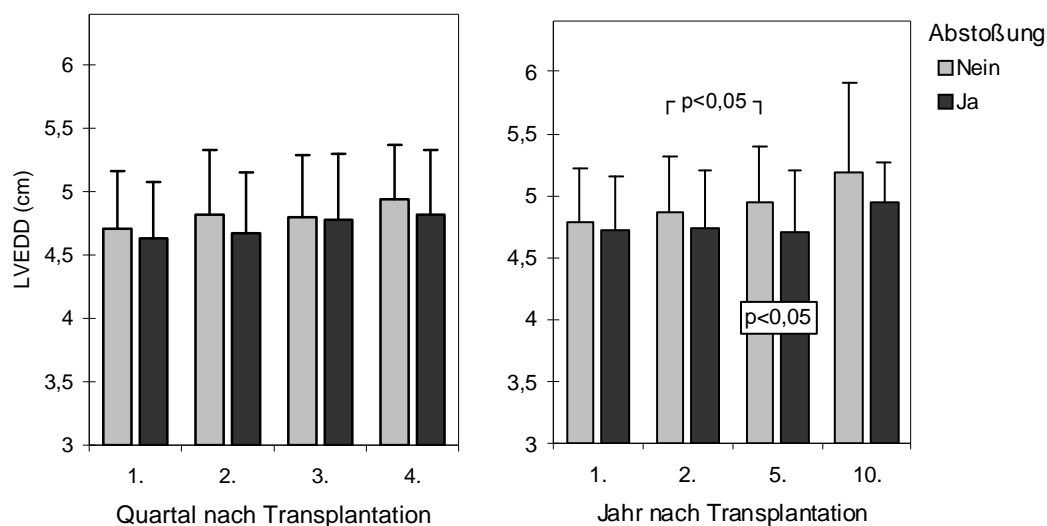 LVEDD (cm)
6
5,5
5
4,5
4
3,5
3
1. 2. 3. 4.
Quartal nach Transplantation
6
5,5
5
4,5
4
3,5
3
p<0,05
p<0,05
1. 2. 5. 10.
Jahr nach Transplantation
Abstoßung
Nein
Ja